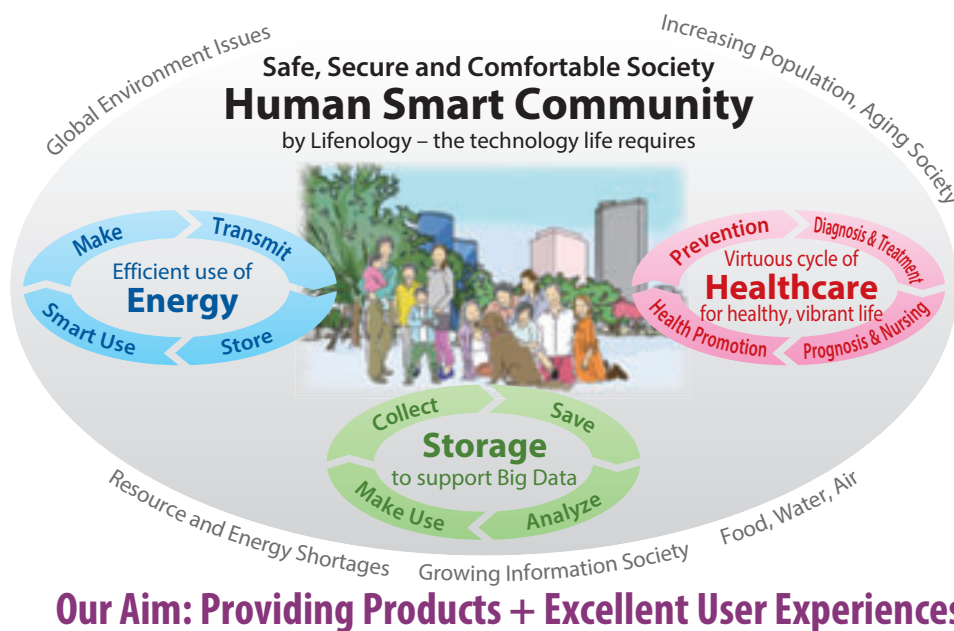 Global Environment Issues
Increasing Population, Aging Society
Safe, Secure and Comfortable Society
Human Smart Community
by Lifenology – the technology life requires
Make
Transmit
Efficient use of
Energy
Smart Use
Store
Prevention
Diagnosis & Treatment
Virtuous cycle of
Healthcare
for healthy, vibrant life
Health Promotion
Prognosis & Nursing
Collect
Save
Storage
to support Big Data
Make Use
Analyze
Resource and Energy Shortages
Growing Information Society
Food, Water, Air
Our Aim: Providing Products + Excellent User Experiences